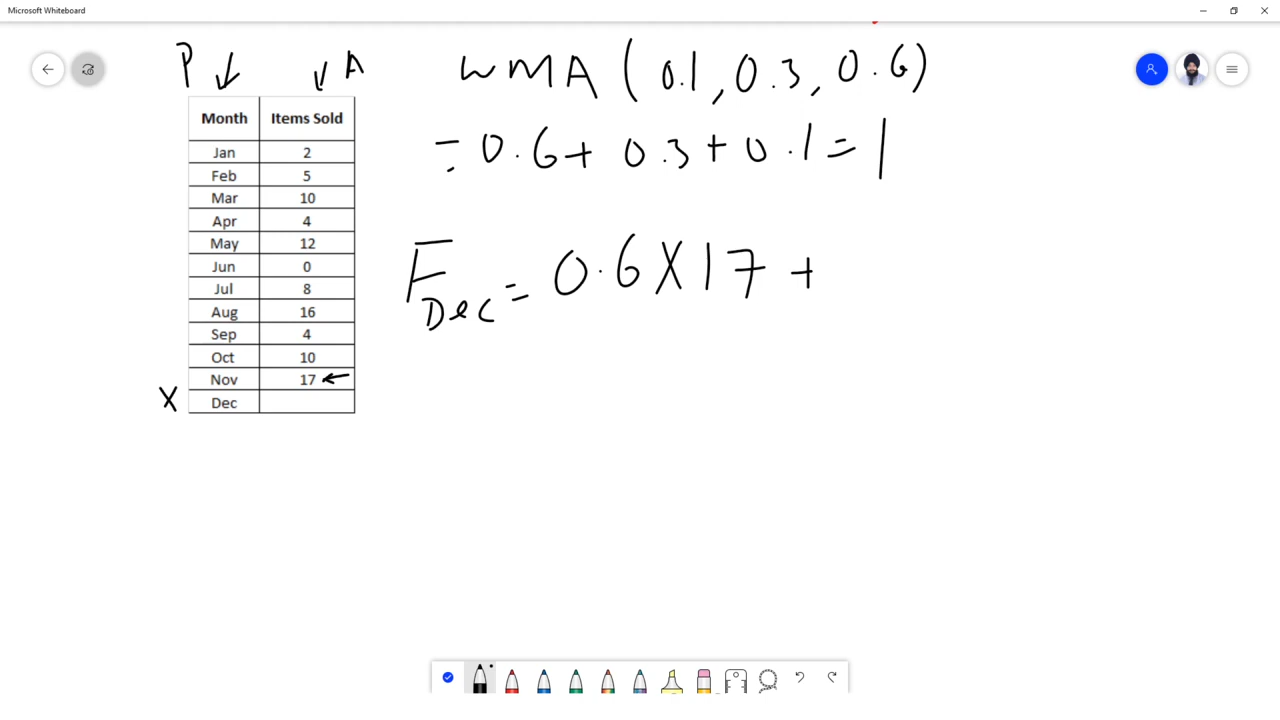 Microsoft Whiteboard
P A
WMA (0.1, 0.3, 0.6)
= 0.6 + 0.3 + 0.1 = 1
Month Items Sold
Jan 2
Feb 5
Mar 10
Apr 4
May 12
Jun 0
Jul 8
Aug 16
Sep 4
Oct 10
Nov 17
X Dec
F Dec = 0.6 X 17 +